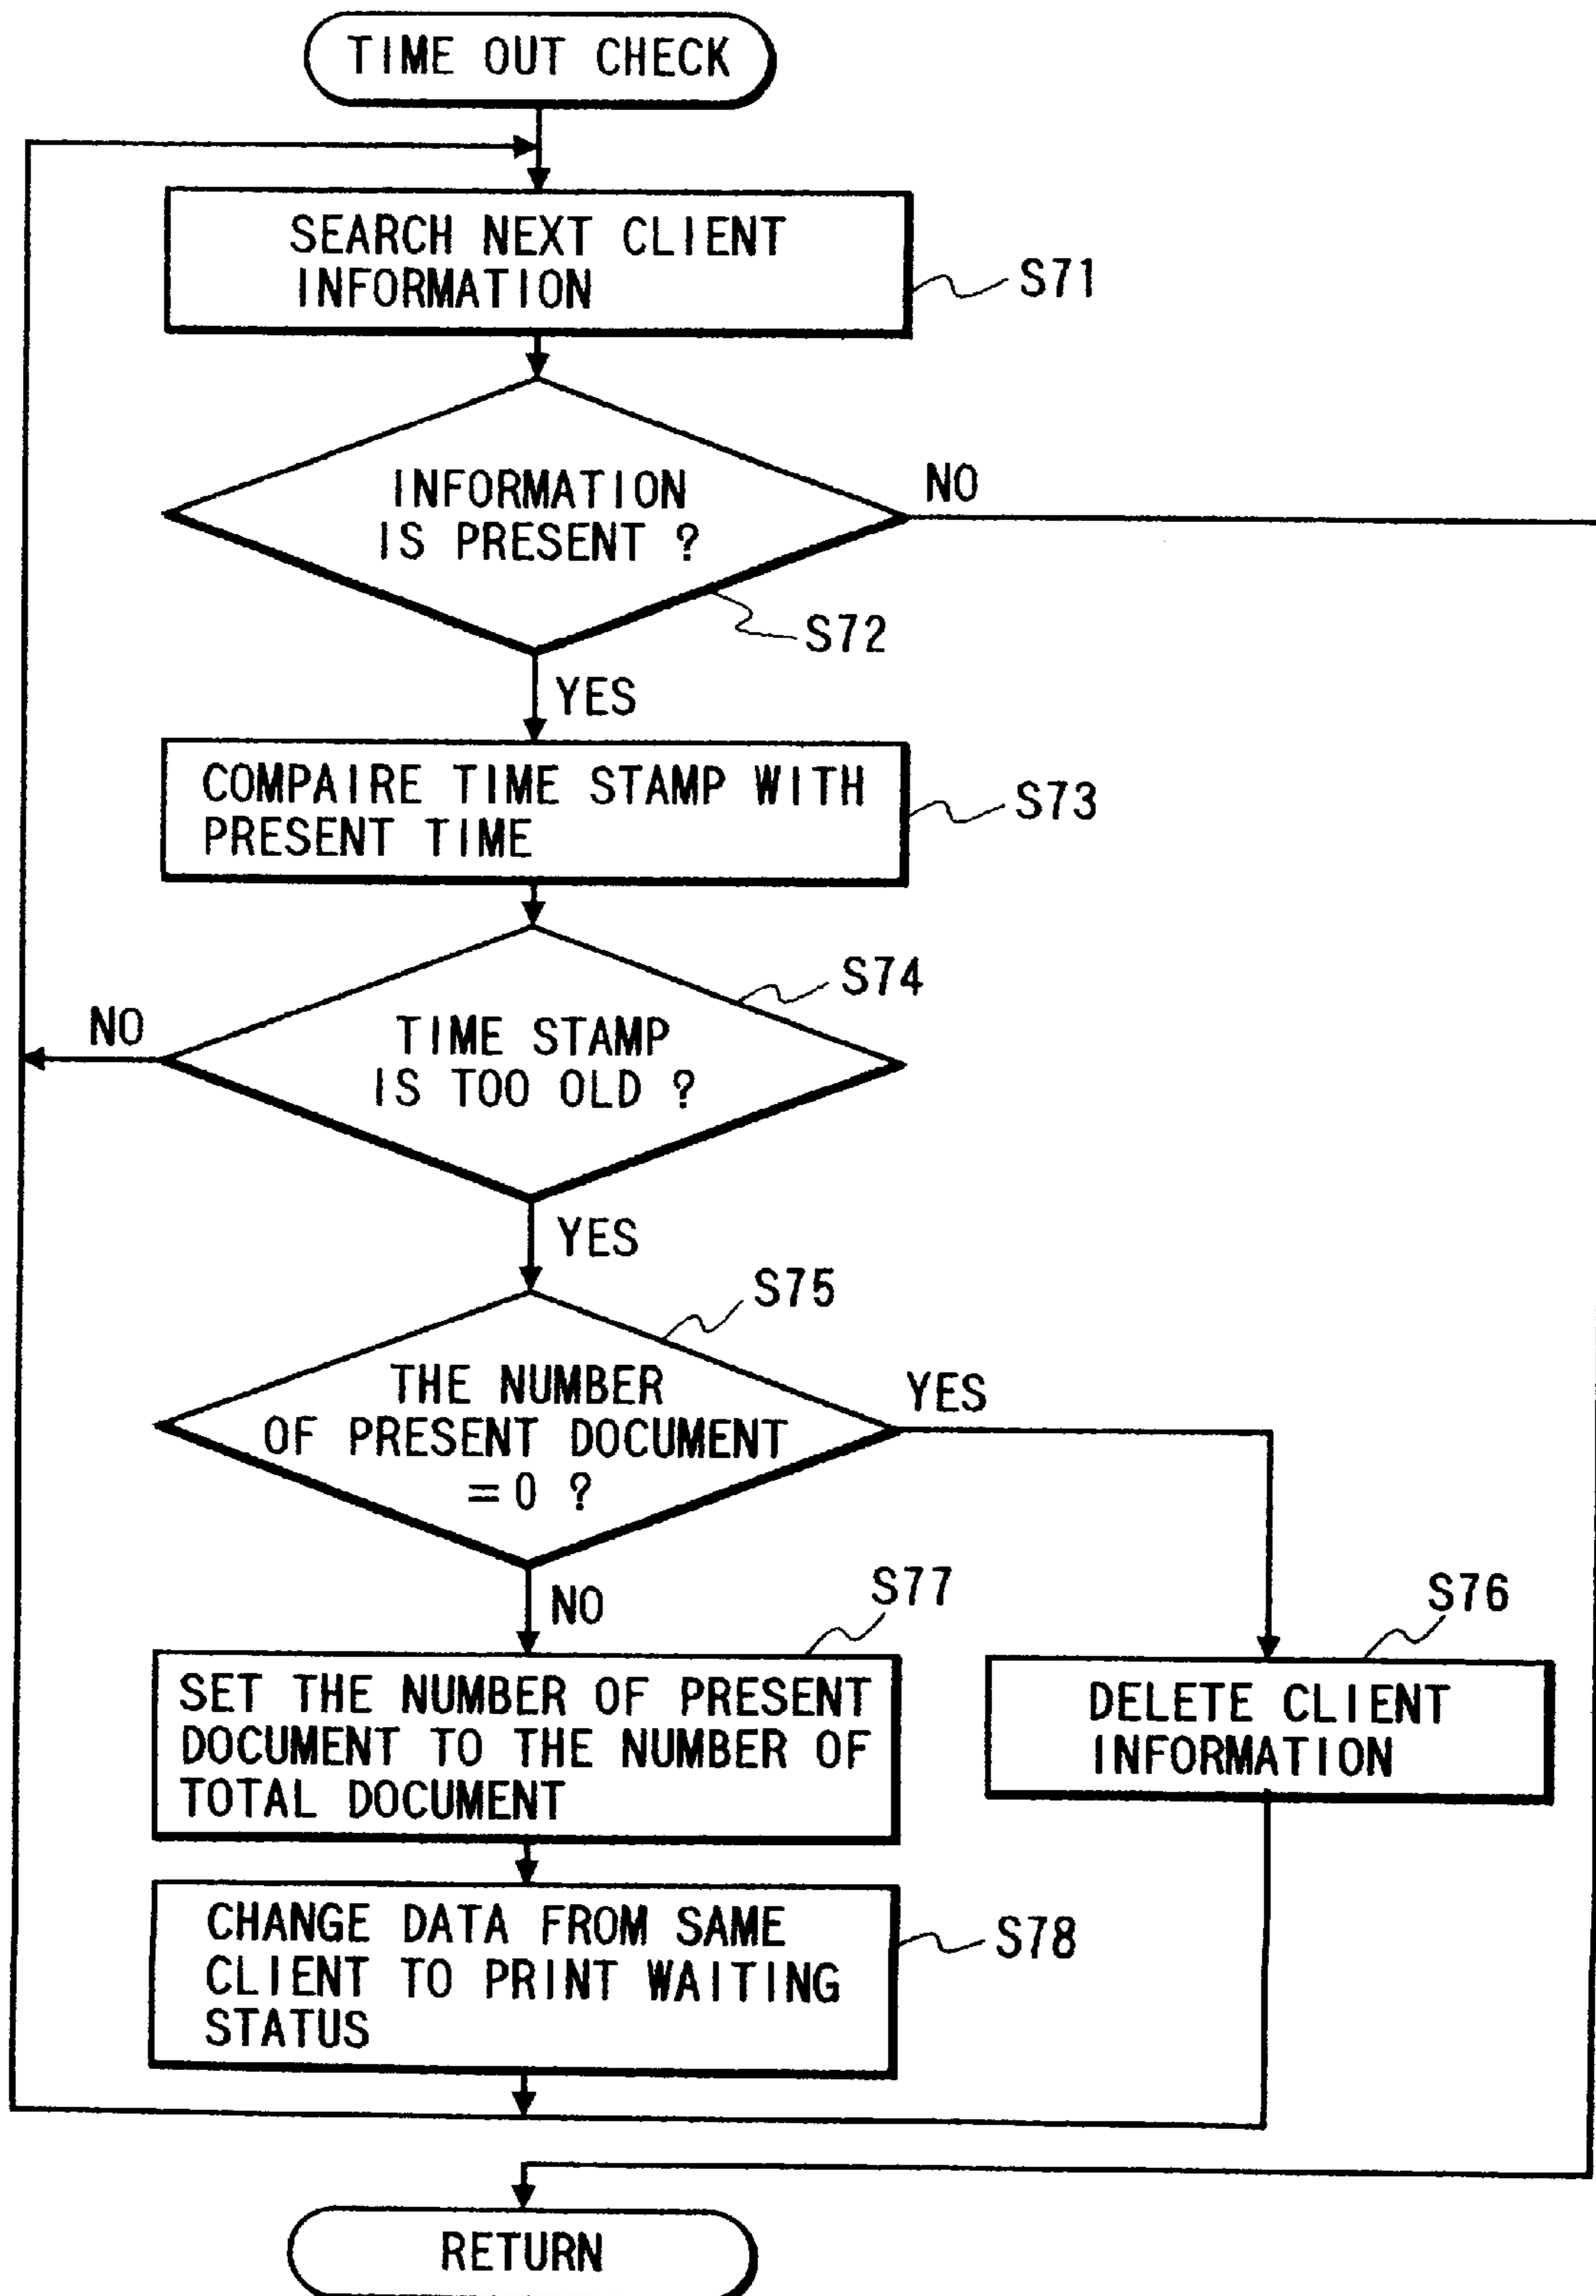 TIME OUT CHECK
SEARCH NEXT CLIENT
INFORMATION
S71
INFORMATION
IS PRESENT ?
NO
S72
YES
COMPAIRE TIME STAMP WITH
PRESENT TIME
S73
S74
NO
TIME STAMP
IS TOO OLD ?
YES
S75
THE NUMBER
OF PRESENT DOCUMENT
=0 ?
YES
NO
S77
S76
SET THE NUMBER OF PRESENT
DOCUMENT TO THE NUMBER OF
TOTAL DOCUMENT
DELETE CLIENT
INFORMATION
CHANGE DATA FROM SAME
CLIENT TO PRINT WAITING
STATUS
S78
RETURN